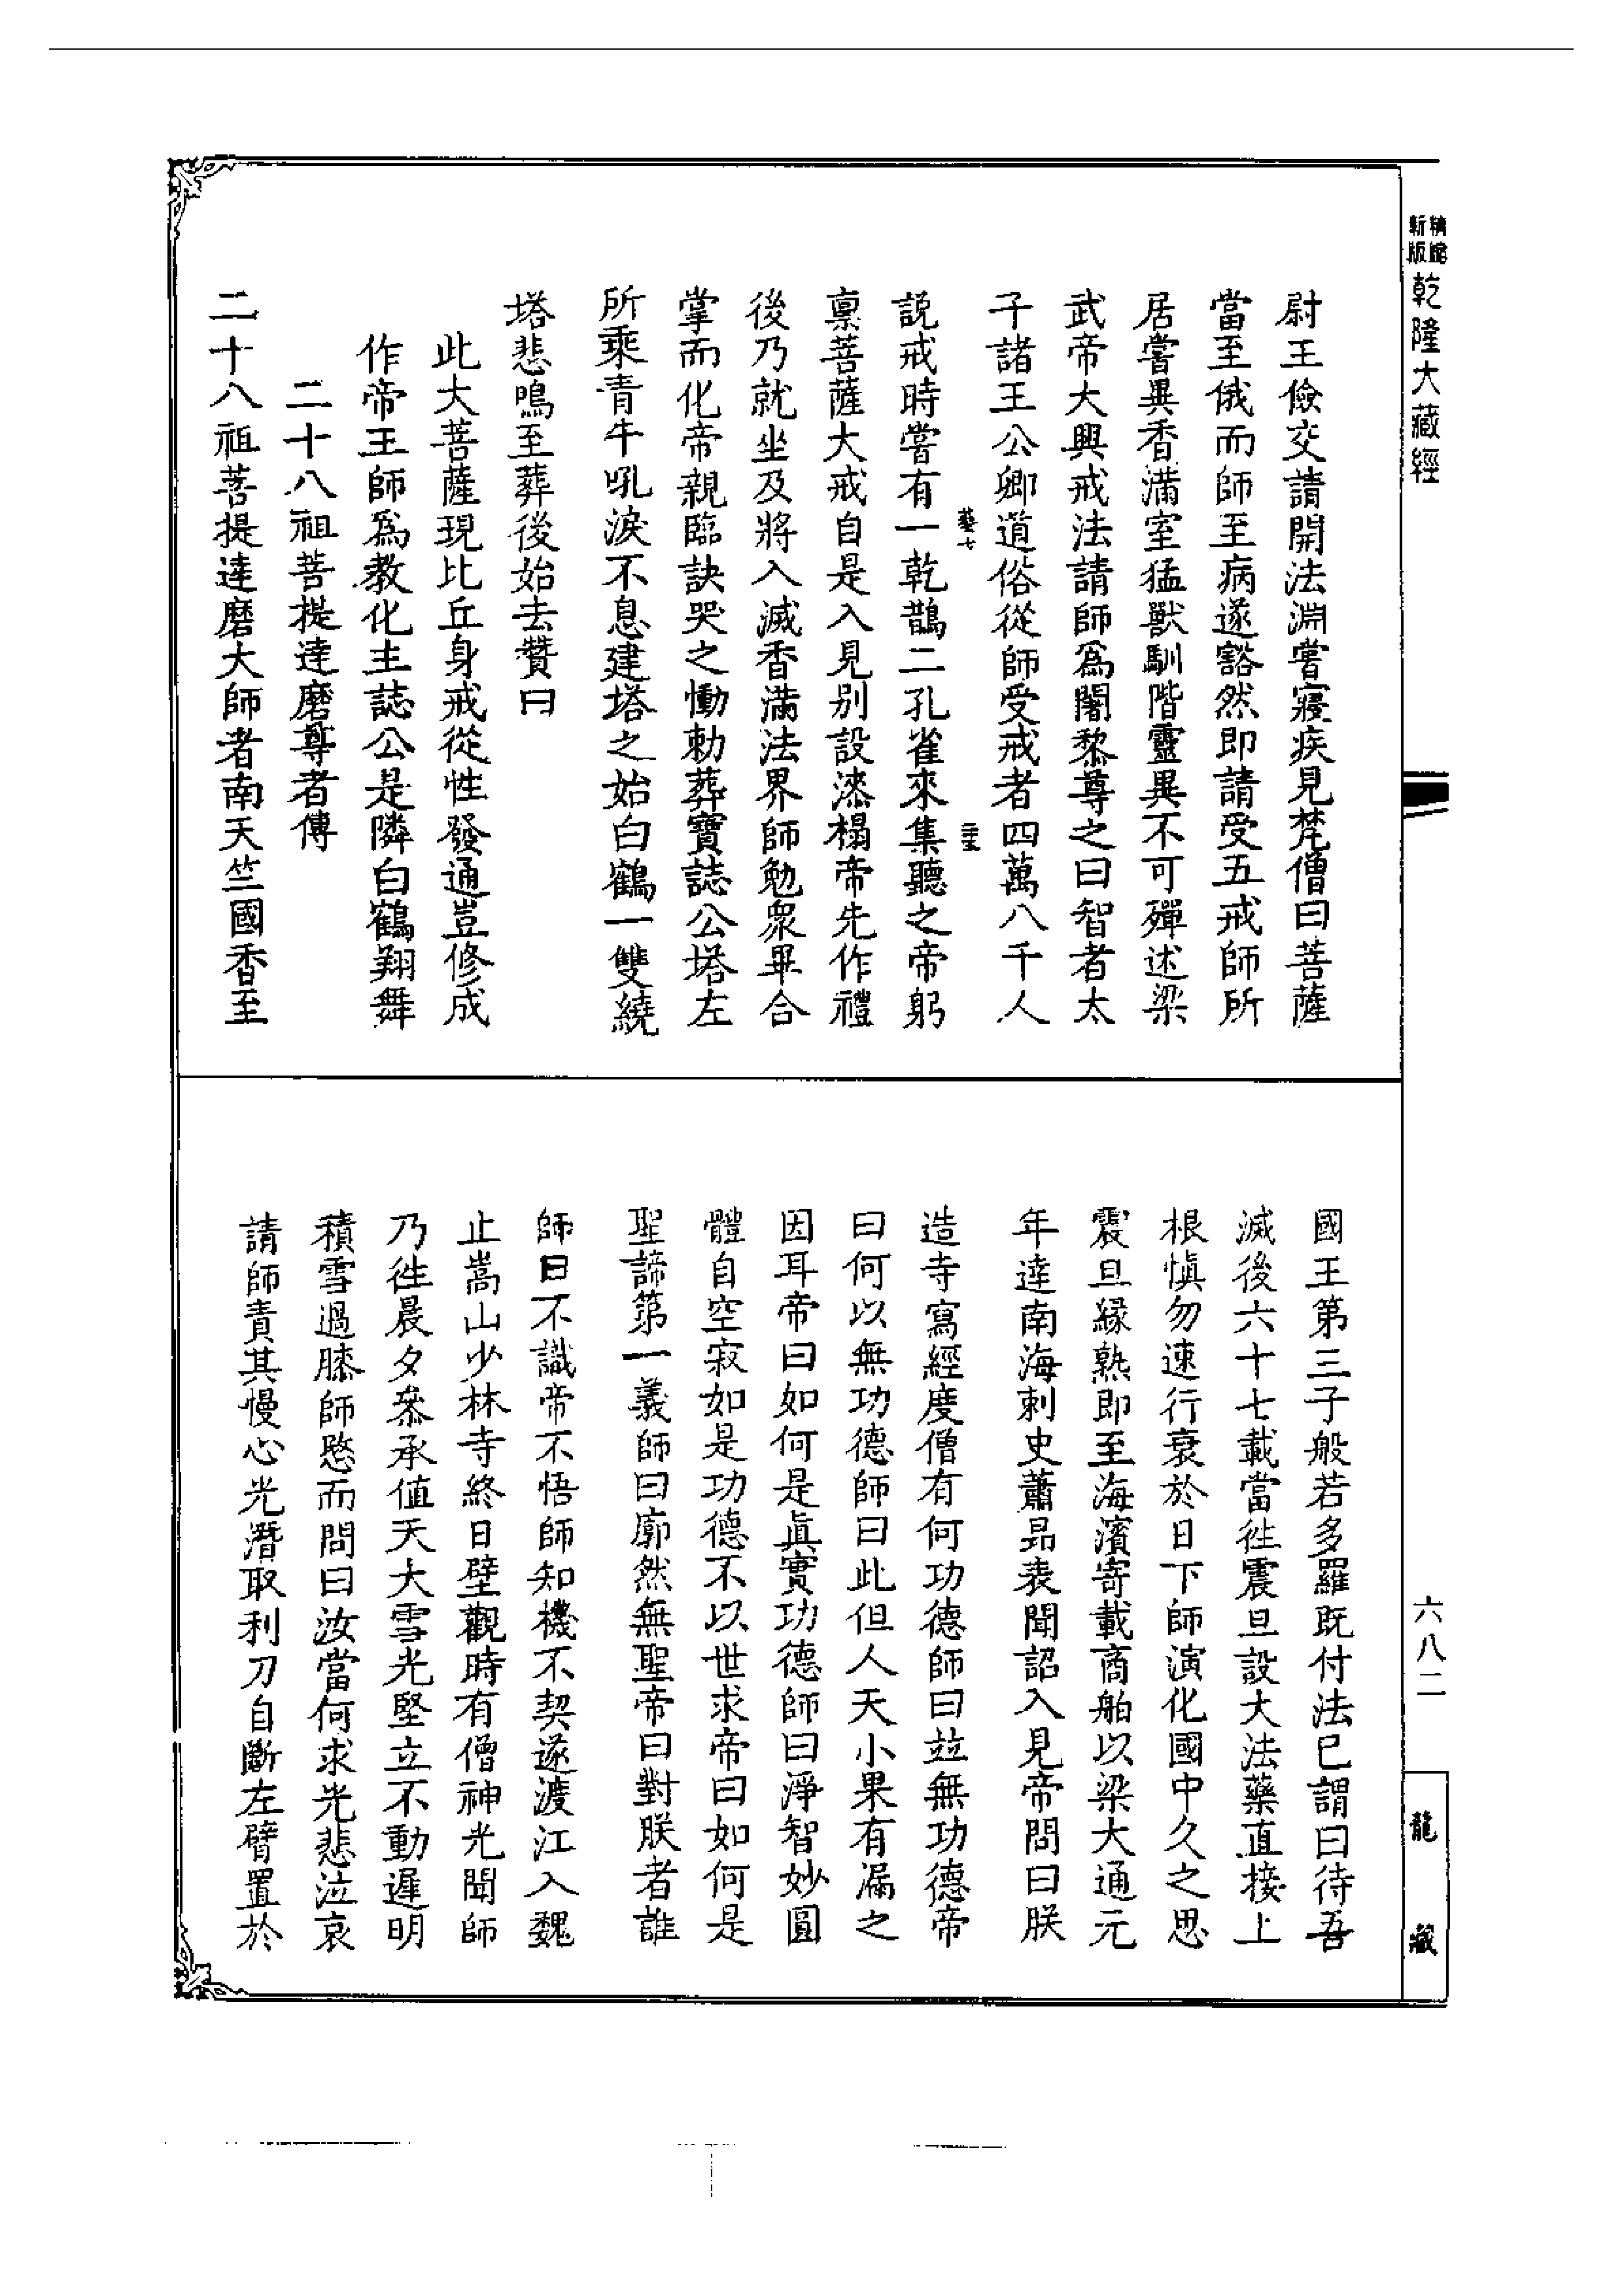 精縮
新版
乾隆大藏經
尉王儉交請開法淵嘗寢疾見梵僧曰菩薩
當至俄而師至病遂豁然即請受五戒師所
居嘗異香滿室猛獸馴階靈異不可殫述梁
武帝大興戒法請師爲闍黎尊之曰智者太
子諸王公卿道俗從師受戒者四萬八千人
藝七
說戒時嘗有一乾鵲二孔雀來集聽之帝躬
禀菩薩大戒自是入見别設漆榻帝先作禮
後乃就坐及將入滅香滿法界師勉衆畢合
掌而化帝親臨訣哭之慟勅葬寶誌公塔左
所乘青牛吼淚不息建塔之始白鶴一雙繞
塔悲鳴至葬後始去贊曰
此大菩薩現比丘身戒從性發通豈修成
作帝王師爲教化主誌公是隣白鶴翔舞
二十八祖菩提達磨尊者傳
二十八祖菩提達磨大師者南天竺國香至
國王第三子般若多羅既付法已謂曰待吾
滅後六十七載當徃震旦設大法藥直接上
根愼勿速行衰於日下師演化國中久之思
震旦緣熟即至海濱寄載商舶以梁大通元
年達南海刺史蕭昂表聞詔入見帝問曰朕
造寺寫經度僧有何功德師曰竝無功德帝
曰何以無功德師曰此但人天小果有漏之
因耳帝曰如何是眞實功德師曰淨智妙圓
體自空寂如是功德不以世求帝曰如何是
聖諦第一義師曰廓然無聖帝曰對朕者誰
師曰不識帝不悟師知機不契遂渡江入魏
止嵩山少林寺終日壁觀時有僧神光聞師
乃徃晨夕叅承值天大雪光堅立不動遲明
積雪過膝師愍而問曰汝當何求光悲泣哀
請師責其慢心光潛取利刀自斷左臂置於
六八二
龍藏